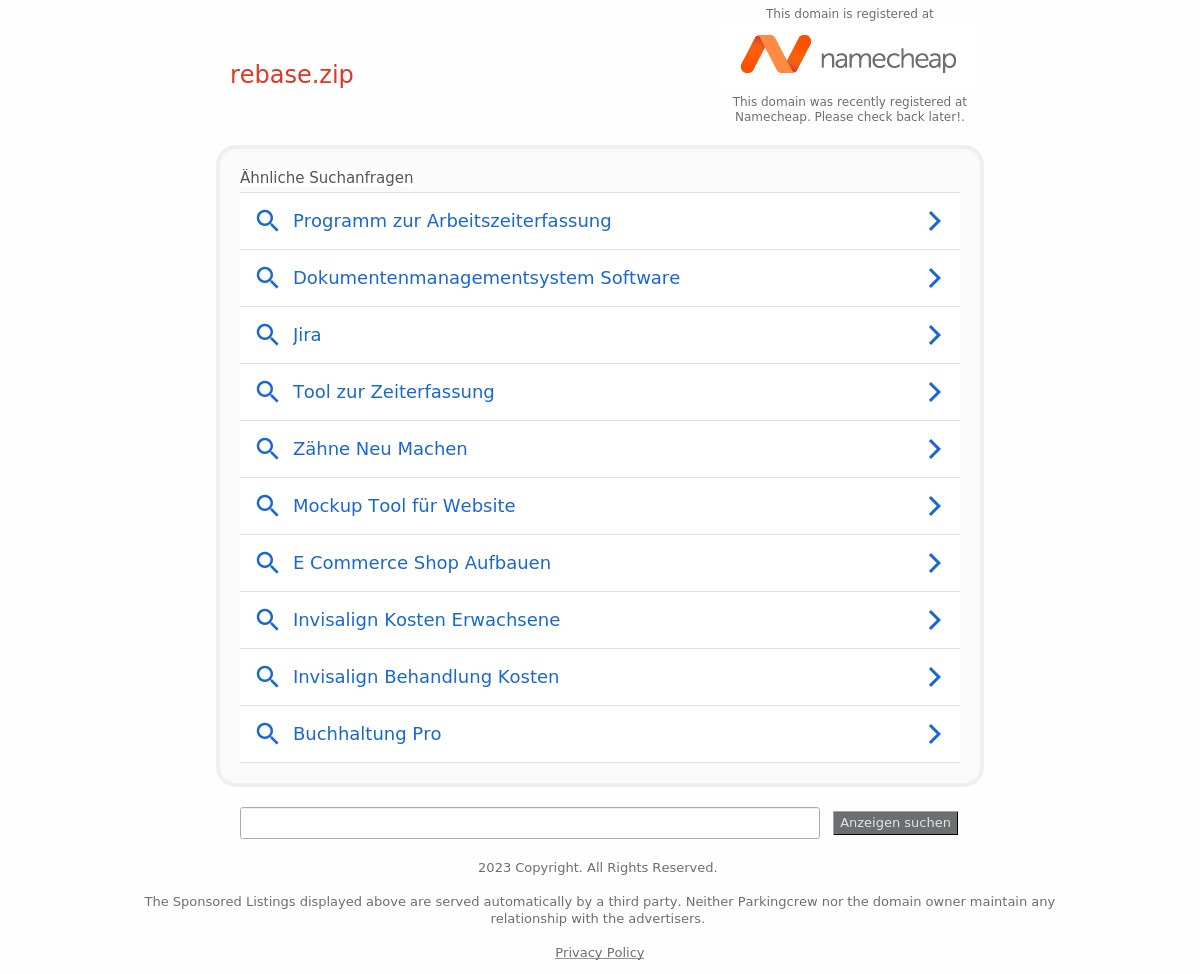 This domain is registered at
namecheap
rebase.zip
This domain was recently registered at
Namecheap. Please check back later!.
Ähnliche Suchanfragen
Programm zur Arbeitszeiterfassung
Dokumentenmanagementsystem Software
Jira
Tool zur Zeiterfassung
Zähne Neu Machen
Mockup Tool für Website
E Commerce Shop Aufbauen
Invisalign Kosten Erwachsene
Invisalign Behandlung Kosten
Buchhaltung Pro
Anzeigen suchen
2023 Copyright. All Rights Reserved.
The Sponsored Listings displayed above are served automatically by a third party. Neither Parkingcrew nor the domain owner maintain any
relationship with the advertisers.
Privacy Policy